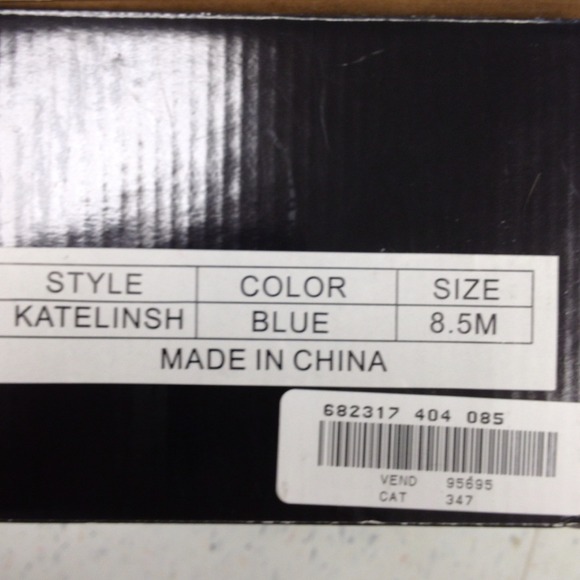 STYLE COLOR SIZE
KATELINSH BLUE 8.5M
MADE IN CHINA
682317 404 085
VEND 95695
CAT 347